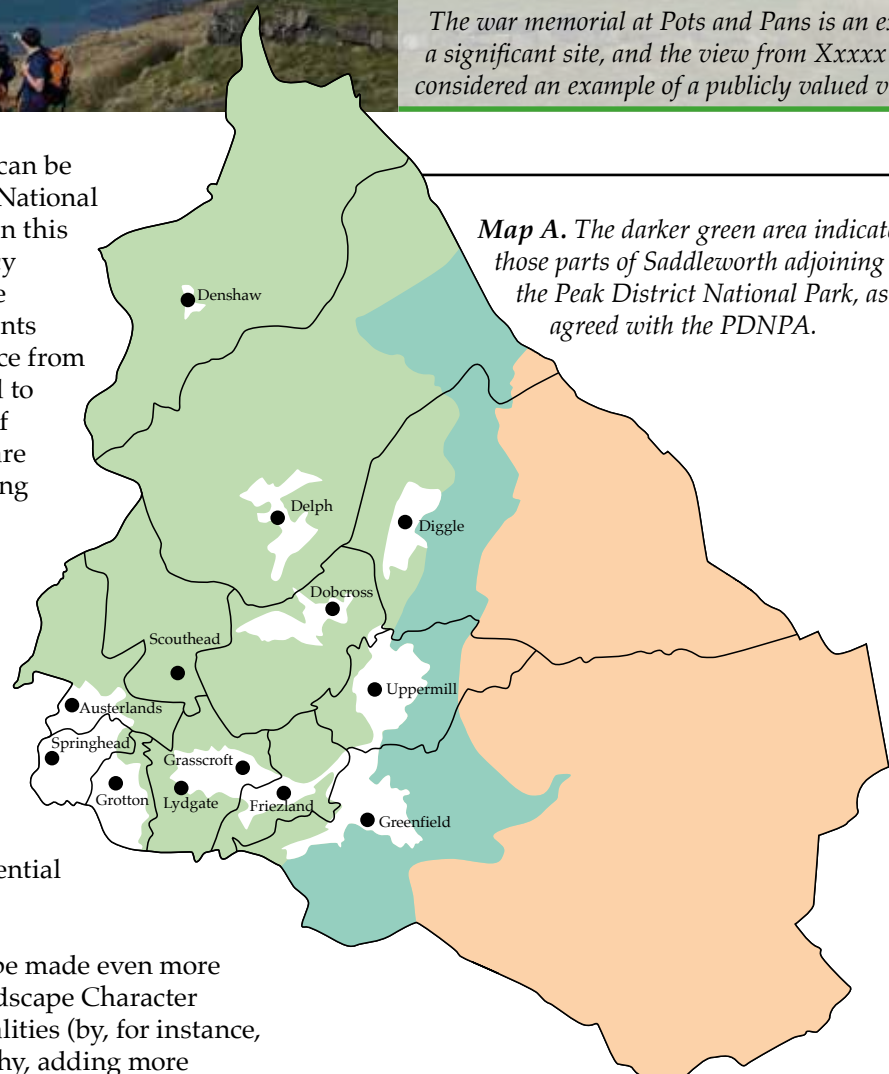 The war memorial at Pots and Pans is an
a significant site, and the view from Xxxxx
considered an example of a publicly valued
can be
National
n this
nts
ce from
l to
f
are
ng
Map A. The darker green area
those parts of Saddleworth adjoining
the Peak District National Park, as
agreed with the PDNPA.
Denshaw
Delph
Diggle
Dobcross
Scouthead
Uppermill
Austerlands
Springhead
Grasscroft
Grotton
Lydgate
Friezland
Greenfield
ential
be made even more
dscape Character
alities (by, for instance,
hy, adding more